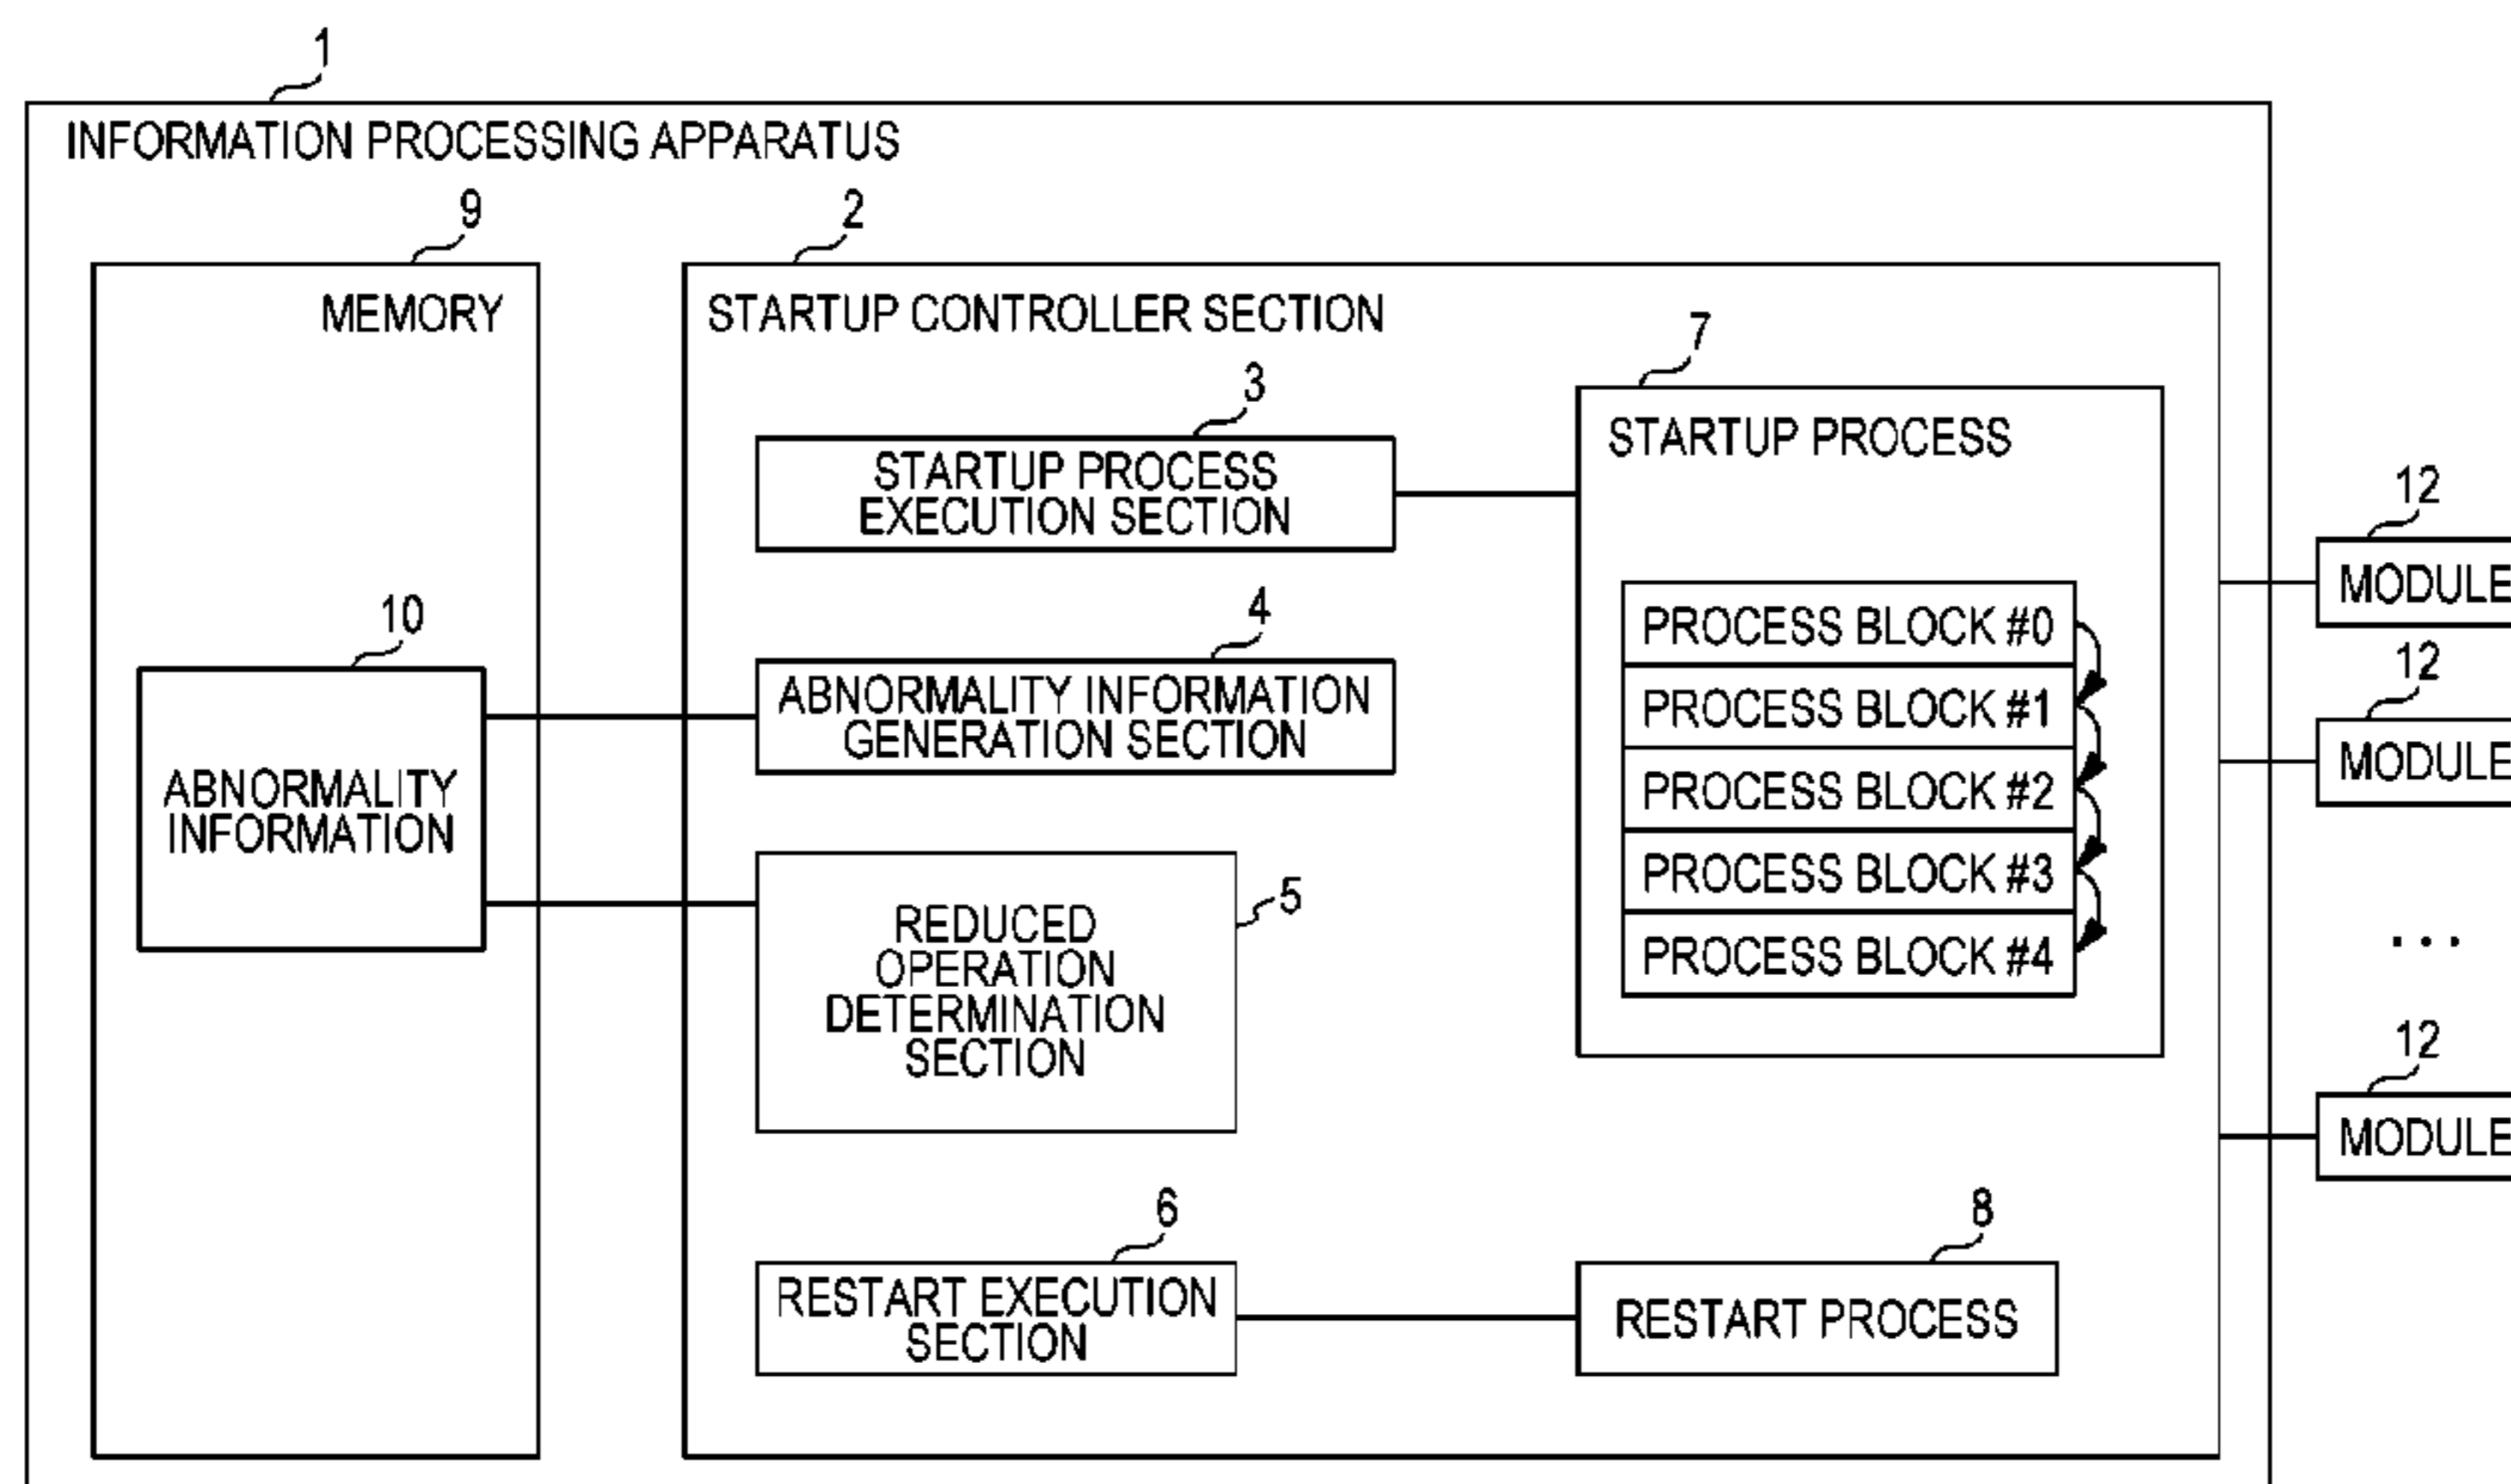 1
INFORMATION PROCESSING APPARATUS
9
2
MEMORY
STARTUP CONTROLLER SECTION
7
3
STARTUP PROCESS
EXECUTION SECTION
STARTUP PROCESS
12
MODULE
10
4
PROCESS BLOCK #0
ABNORMALITY INFORMATION
GENERATION SECTION
PROCESS BLOCK #1
12
MODULE
ABNORMALITY
INFORMATION
PROCESS BLOCK #2
5
REDUCED
OPERATION
DETERMINATION
SECTION
PROCESS BLOCK #3
PROCESS BLOCK #4
...
12
MODULE
6
8
RESTART EXECUTION
SECTION
RESTART PROCESS